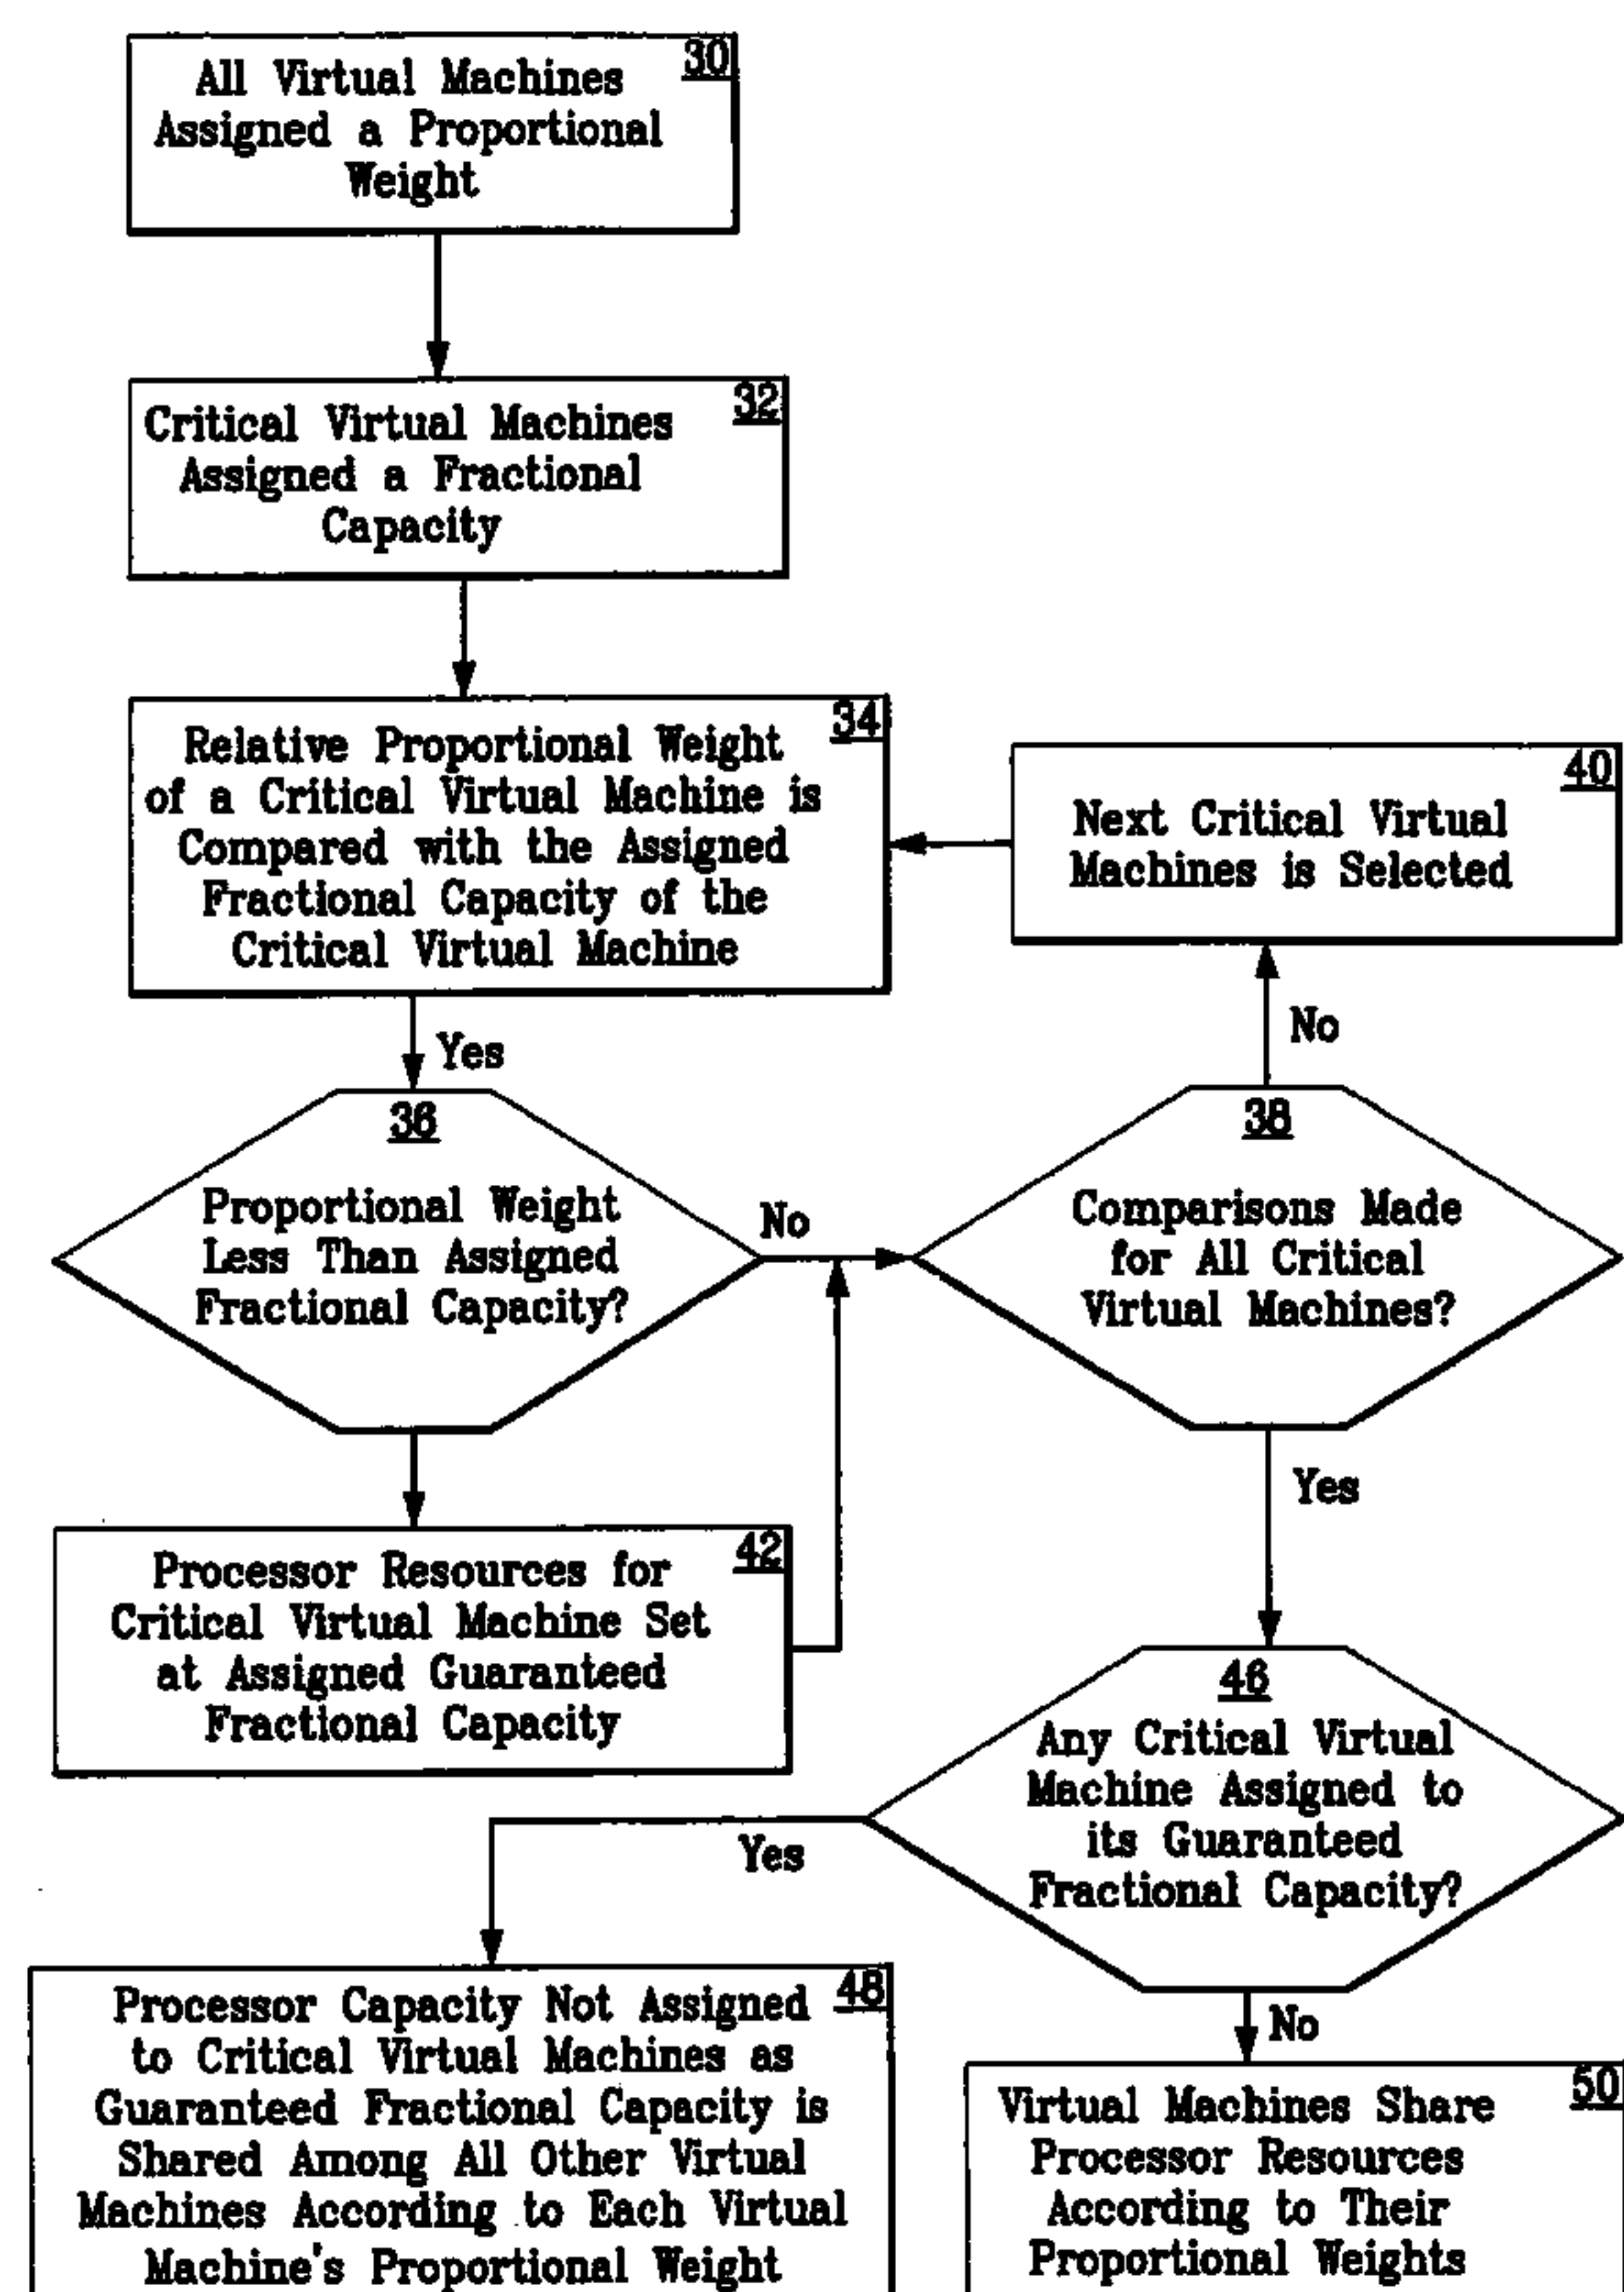 30
All Virtual Machines
Assigned a Proportional
Weight
32
Critical Virtual Machines
Assigned a Fractional
Capacity
34
Relative Proportional Weight
of a Critical Virtual Machine is
Compared with the Assigned
Fractional Capacity of the
Critical Virtual Machine
40
Next Critical Virtual
Machines is Selected
Yes
No
36
Proportional Weight
Less Than Assigned
Fractional Capacity?
No
38
Comparisons Made
for All Critical
Virtual Machines?
Yes
42
Processor Resources for
Critical Virtual Machine Set
at Assigned Guaranteed
Fractional Capacity
46
Any Critical Virtual
Machine Assigned to
its Guaranteed
Fractional Capacity?
Yes
No
48
Processor Capacity Not Assigned
to Critical Virtual Machines as
Guaranteed Fractional Capacity is
Shared Among All Other Virtual
Machines According to Each Virtual
Machine's Proportional Weight
50
Virtual Machines Share
Processor Resources
According to Their
Proportional Weights